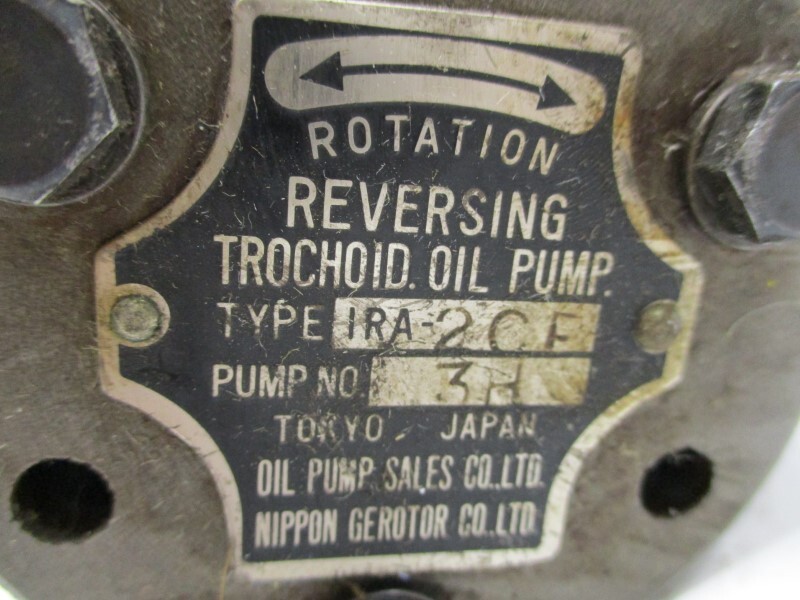 ROTATION
REVERSING
TROCHOID. OIL PUMP.
TYPE IRA-2CF
PUMP NO. 3H
TOKYO, JAPAN
OIL PUMP SALES CO.,LTD.
NIPPON GEROTOR CO.,LTD.